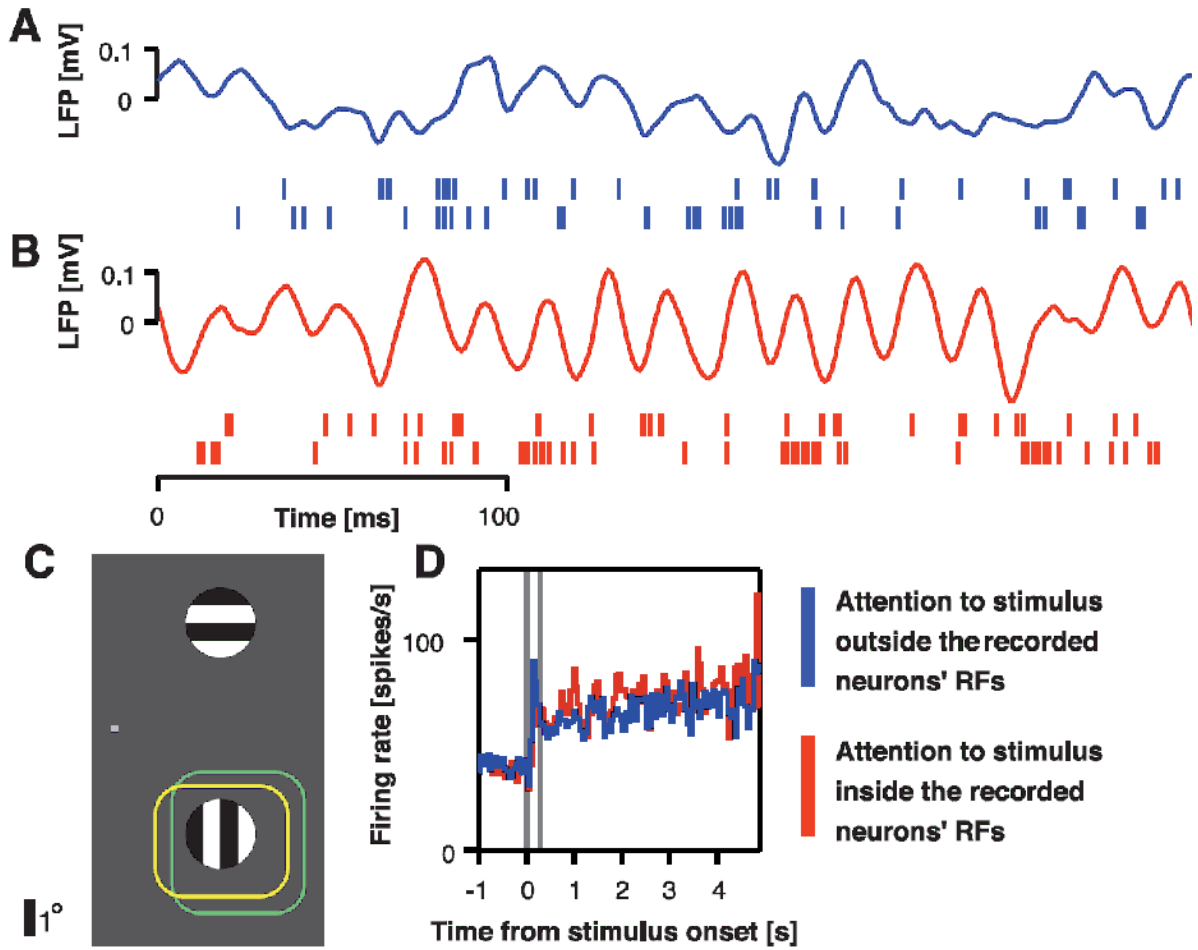 A
LFP [mV]
0.1
0
B
LFP [mV]
0.1
0
0
Time [ms]
100
C
1°
D
Firing rate [spikes/s]
100
0
-1 0 1 2 3 4
Time from stimulus onset [s]
Attention to stimulus
outside the recorded
neurons' RFs
Attention to stimulus
inside the recorded
neurons' RFs